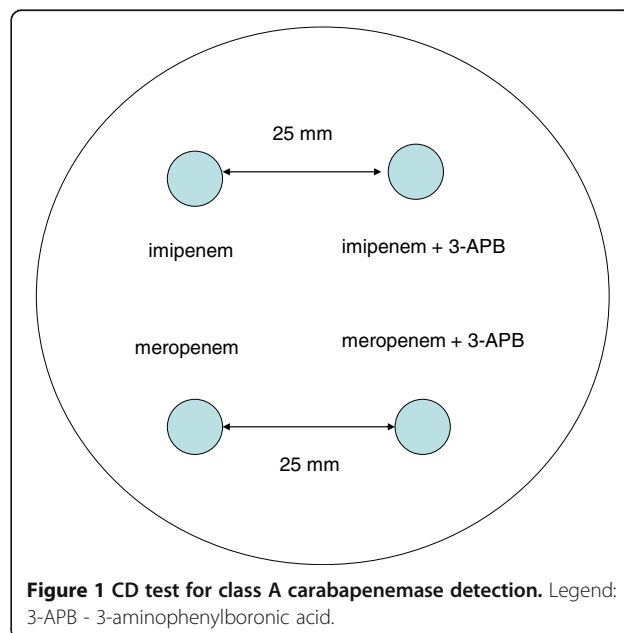 25 mm
imipenem
imipenem + 3-APB
meropenem
meropenem + 3-APB
25 mm
Figure 1 CD test for class A carabapenemase detection. Legend:
3-APB - 3-aminophenylboronic acid.